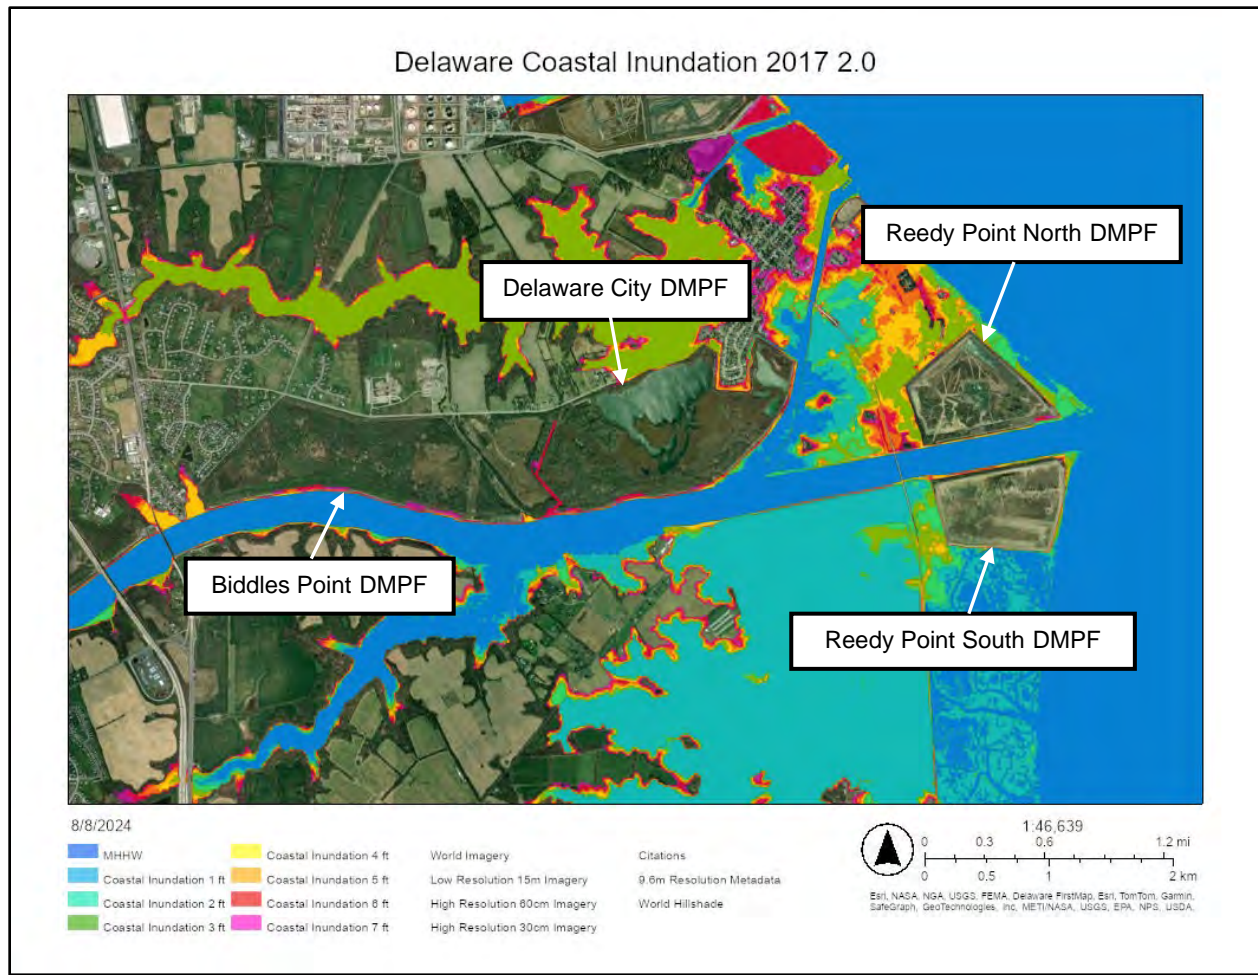 Delaware Coastal Inundation 2017 2.0
Reedy Point North DMPF
Delaware City DMPF
Biddles Point DMPF
Reedy Point South DMPF
8/8/2024
MHHW
Coastal Inundation 1 ft
Coastal Inundation 2 ft
Coastal Inundation 3 ft
Coastal Inundation 4 ft
Coastal Inundation 5 ft
Coastal Inundation 6 ft
Coastal Inundation 7 ft
World Imagery
Low Resolution 15m Imagery
High Resolution 60cm Imagery
High Resolution 30cm Imagery
Citations
9.6m Resolution Metadata
World Hillshade
1:46,639
0 0.3 0.6 1.2 mi
0 0.5 1 2 km
Esri, NASA, NGA, USGS, FEMA, Delaware FirstMap, Esri, TomTom, Garmin,
SafeGraph, GeoTechnologies, Inc, METI/NASA, USGS, EPA, NPS, USDA,